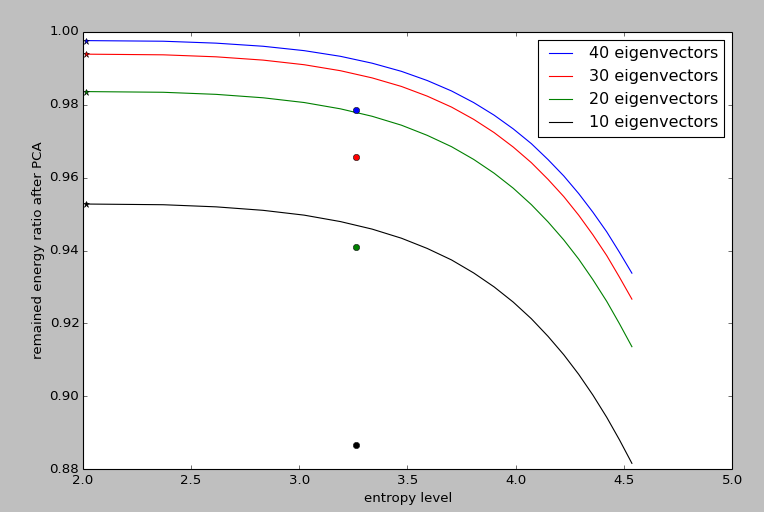 1.00
0.98
0.96
0.94
0.92
0.90
0.88
remained energy ratio after PCA
40 eigenvectors
30 eigenvectors
20 eigenvectors
10 eigenvectors
2.0 2.5 3.0 3.5 4.0 4.5 5.0
entropy level